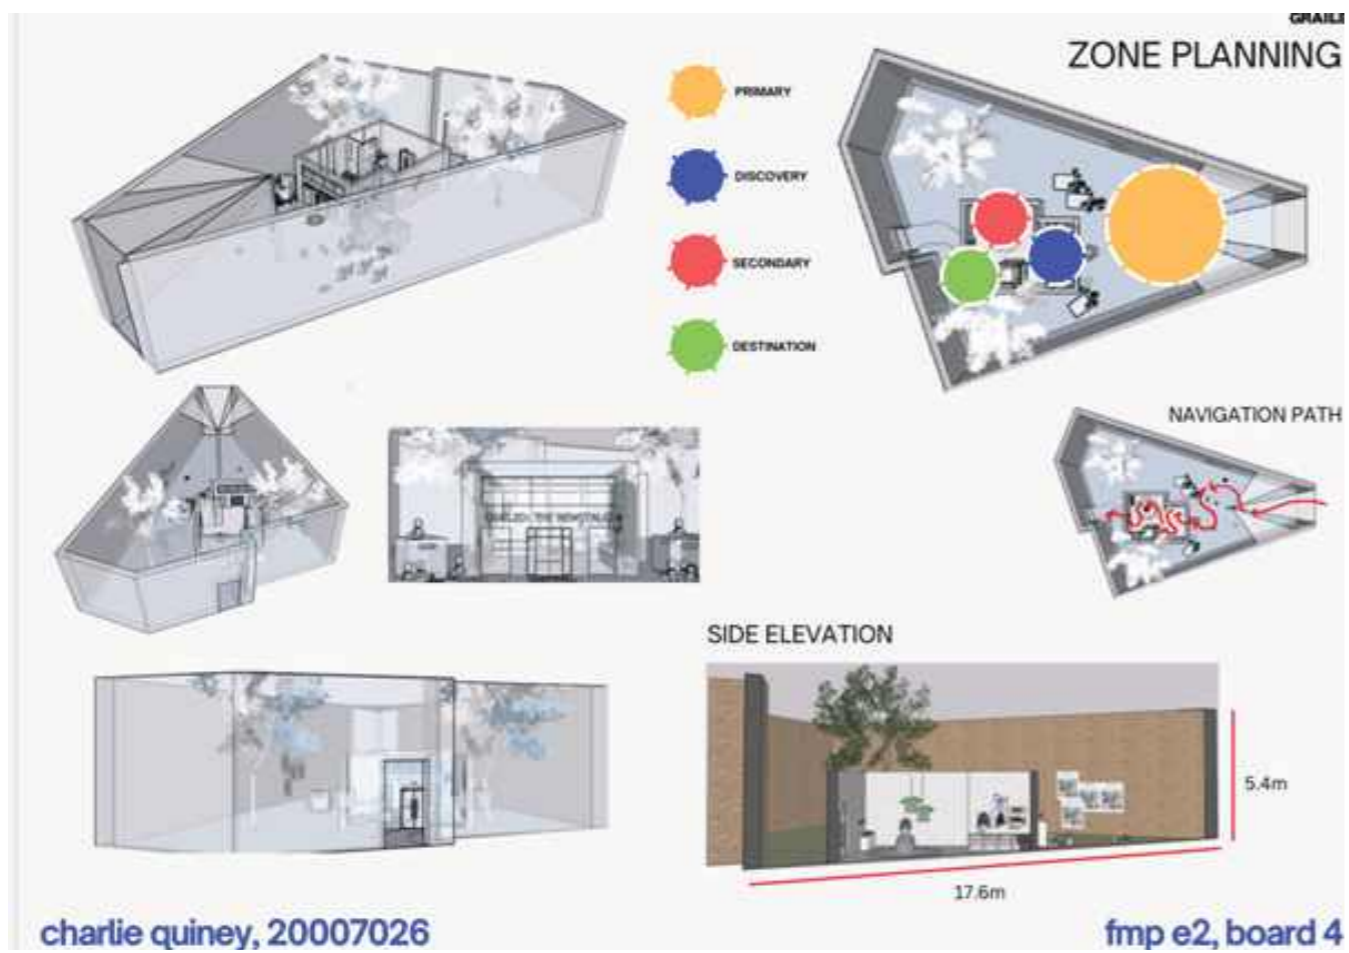 ZONE PLANNING
PRIMARY
DISCOVERY
SECONDARY
DESTINATION
NAVIGATION PATH
SIDE ELEVATION
5.4m
17.6m
charlie quiney, 20007026
fmp e2, board 4